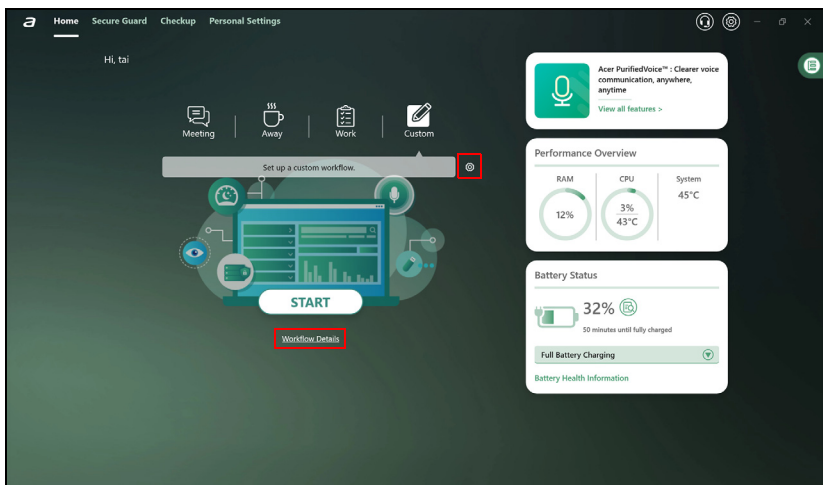 a Home Secure Guard Checkup Personal Settings
Hi, tai
Meeting Away Work Custom
Set up a custom workflow.
START
Workflow Details
Acer PurifiedVoice™ : Clearer voice
communication, anywhere,
anytime
View all features >
Performance Overview
RAM CPU System
12%
3%
43°C
45°C
Battery Status
32%
50 minutes until fully charged
Full Battery Charging
Battery Health Information